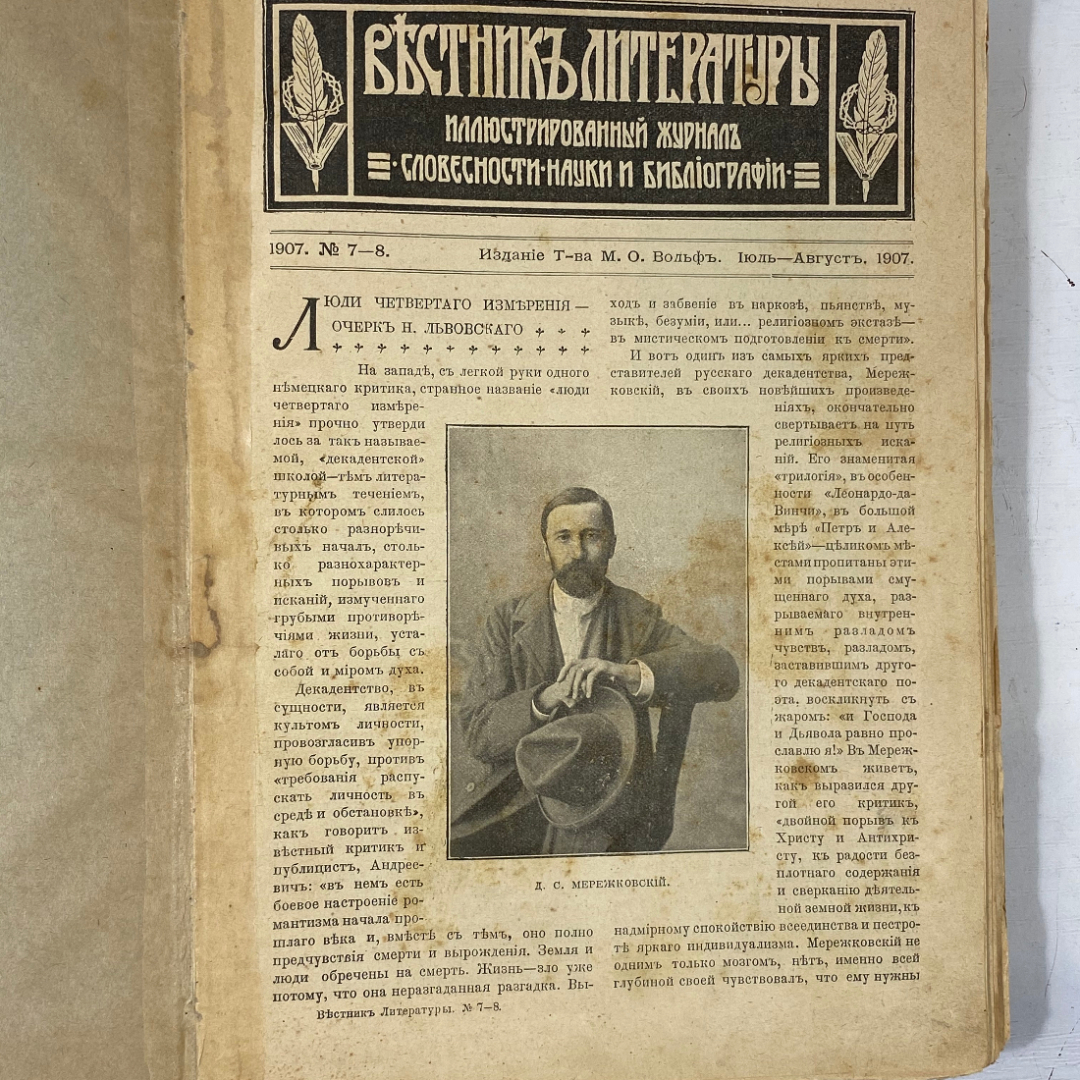 ВѢСТНИКЪ ЛИТЕРАТУРЫ
ИЛЛЮСТРИРОВАННЫЙ ЖУРНАЛЪ
СЛОВЕСНОСТИ·НАУКИ И БИБЛІОГРАФІИ
1907. № 7—8.
Изданіе Т-ва М. О. Вольфъ. Іюль—Августъ. 1907.
ЛЮДИ ЧЕТВЕРТАГО ИЗМѢРЕНІЯ —
ОЧЕРКЪ Н. ЛЬВОВСКАГО
На западѣ, съ легкой руки одного
нѣмецкаго критика, странное названіе «люди
четвертаго измѣре-
нія» прочно утверди
лось за такъ называе-
мой, «декадентской»
школой—тѣмъ литера-
турнымъ теченіемъ,
въ которомъ слилось
столько разнорѣчи-
выхъ началъ, столь-
ко разнохарактер-
ныхъ порывовъ и
исканій, измученнаго
грубыми противорѣ-
чіями жизни, уста-
лаго отъ борьбы съ
собой и міромъ духа.
Декадентство, въ
сущности, является
культомъ личности,
провозгласивъ упор-
ную борьбу, противъ
«требованія распу-
скать личность въ
средѣ и обстановкѣ»,
какъ говоритъ из-
вѣстный критикъ и
публицистъ, Андрее-
вичъ: «въ немъ есть
боевое настроеніе ро-
мантизма начала про-
шлаго вѣка и, вмѣстѣ съ тѣмъ, оно полно
предчувствія смерти и вырожденія. Земля и
люди обречены на смерть. Жизнь—зло уже
потому, что она неразгаданная разгадка. Вы-
Вѣстникъ Литературы. № 7—8.
Д. С. МЕРЕЖКОВСКІЙ.
ходъ и забвеніе въ наркозѣ, пьянствѣ, му-
зыкѣ, безуміи, или... религіозномъ экстазѣ—
въ мистическомъ подготовленіи къ смерти».
И вотъ одинъ изъ самыхъ яркихъ пред-
ставителей русскаго декадентства, Мереж-
ковскій, въ своихъ новѣйшихъ произведе-
ніяхъ, окончательно
свертываетъ на путь
религіозныхъ иска-
ній. Его знаменитая
«трилогія», въ особен-
ности «Леонардо-да-
Винчи», въ большой
мѣрѣ «Петръ и Але-
ксѣй»—цѣликомъ мѣ-
стами пропитаны эти-
ми порывами сму-
щеннаго духа, раз-
рываемаго внутрен-
нимъ разладомъ
чувствъ, разладомъ,
заставившимъ друго-
го декадентскаго по-
эта, воскликнуть съ
жаромъ: «и Господа
и Дьявола равно про-
славлю я!» Въ Мереж-
ковскомъ живетъ,
какъ выразился дру-
гой его критикъ,
«двойной порывъ къ
Христу и Антихри-
сту, къ радости без-
плотнаго содержанія
и сверканію дѣятель-
ной земной жизни, къ
надмірному спокойствію всеединства и пестро-
тѣ яркаго индивидуализма. Мережковскій не
однимъ только мозгомъ, нѣтъ, именно всей
глубиной своей чувствовалъ, что ему нужны